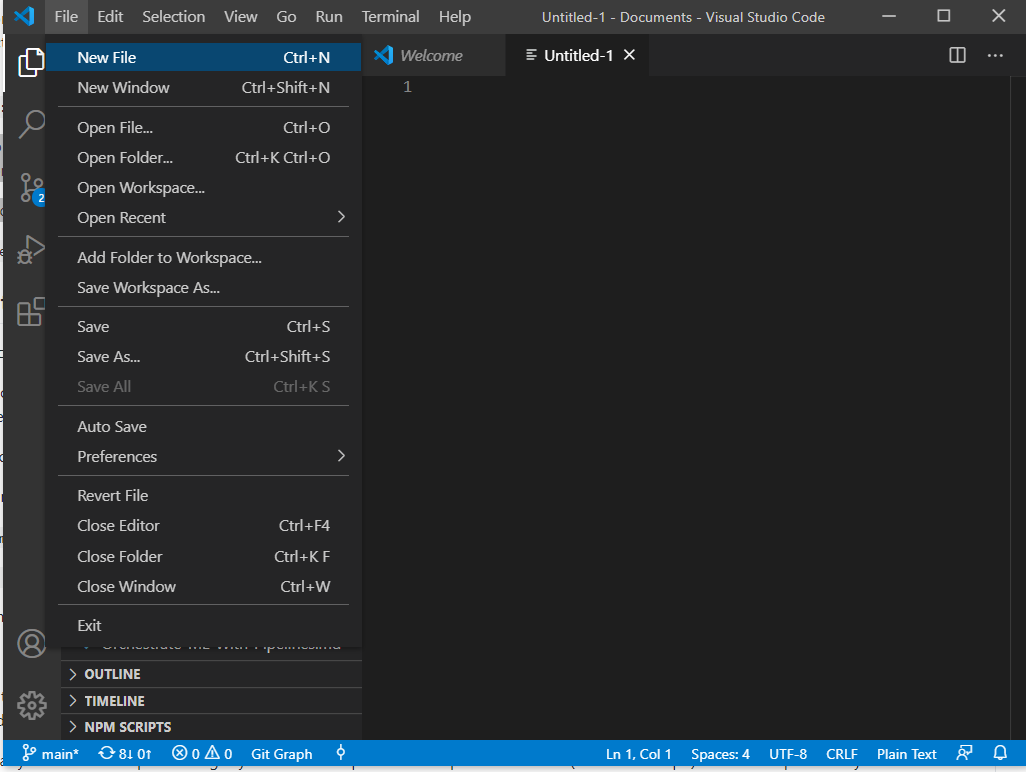 File Edit Selection View Go Run Terminal Help Untitled-1 - Documents - Visual Studio Code
Welcome Untitled-1
1
New File Ctrl+N
New Window Ctrl+Shift+N
Open File... Ctrl+O
Open Folder... Ctrl+K Ctrl+O
Open Workspace...
Open Recent
2
Add Folder to Workspace...
Save Workspace As...
Save Ctrl+S
Save As... Ctrl+Shift+S
Save All Ctrl+K S
Auto Save
Preferences
Revert File
Close Editor Ctrl+F4
Close Folder Ctrl+K F
Close Window Ctrl+W
Exit
OUTLINE
TIMELINE
NPM SCRIPTS
main* 8↓ 0↑ 0 0 Git Graph Ln 1, Col 1 Spaces: 4 UTF-8 CRLF Plain Text